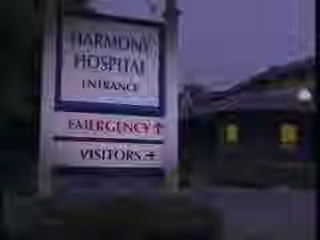 HARMONY
HOSPITAL
ENTRANCE
EMERGENCY ↑
VISITORS →